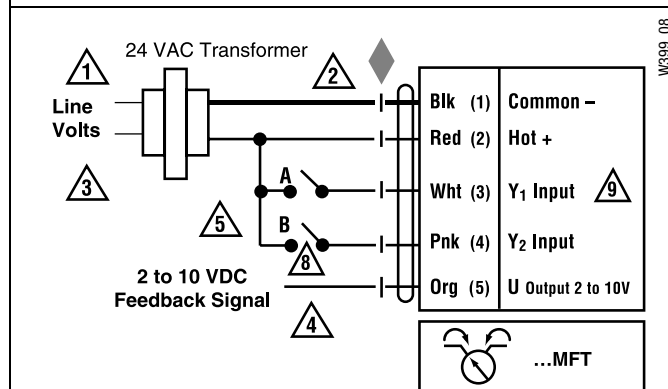 W399_08
24 VAC Transformer
1
2
Line
Volts
3
Blk (1) Common –
Red (2) Hot +
A
Wht (3) Y1 Input 9
5
B
Pnk (4) Y2 Input
8
2 to 10 VDC
Feedback Signal
Org (5) U Output 2 to 10V
4
...MFT